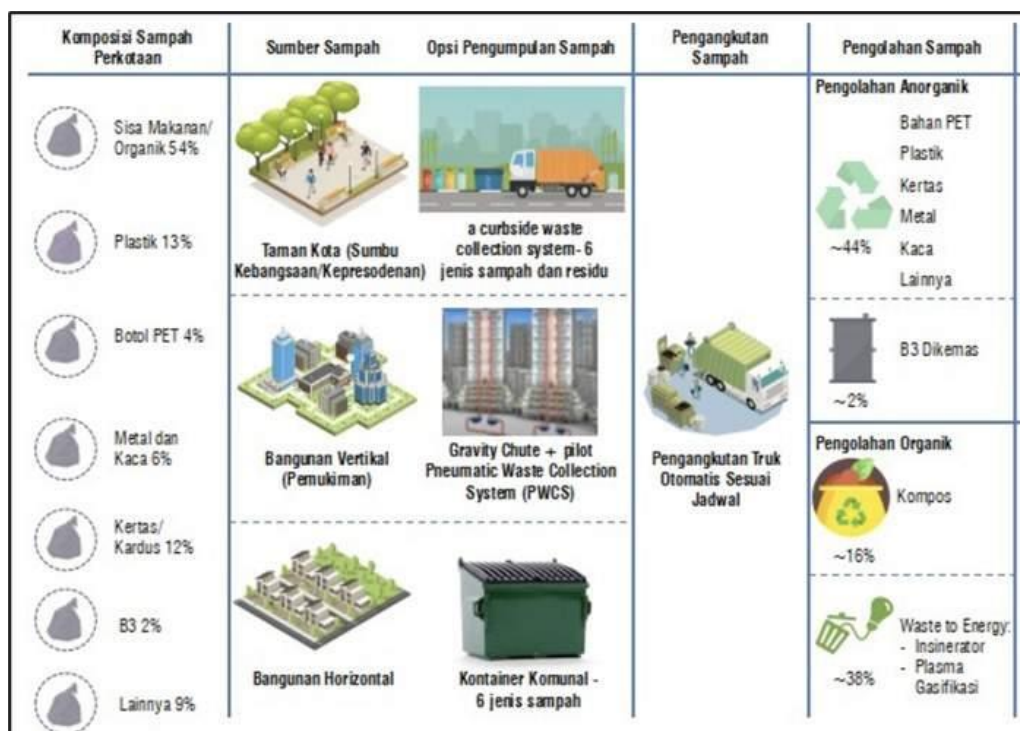 Komposisi Sampah
Perkotaan
Sisa Makanan/
Organik 54%
Plastik 13%
Botol PET 4%
Metal dan
Kaca 6%
Kertas/
Kardus 12%
B3 2%
Lainnya 9%
Sumber Sampah
Taman Kota (Sumbu
Kebangsaan/Kepresodenan)
Bangunan Vertikal
(Pemukiman)
Bangunan Horizontal
Opsi Pengumpulan Sampah
a curbside waste
collection system- 6
jenis sampah dan residu
Gravity Chute + pilot
Pneumatic Waste Collection
System (PWCS)
Kontainer Komunal -
6 jenis sampah
Pengangkutan
Sampah
Pengangkutan Truk
Otomatis Sesuai
Jadwal
Pengolahan Sampah
Pengolahan Anorganik
Bahan PET
Plastik
Kertas
Metal
Kaca
Lainnya
~44%
B3 Dikemas
~2%
Pengolahan Organik
Kompos
~16%
Waste to Energy:
- Insinerator
- Plasma
Gasifikasi
~38%